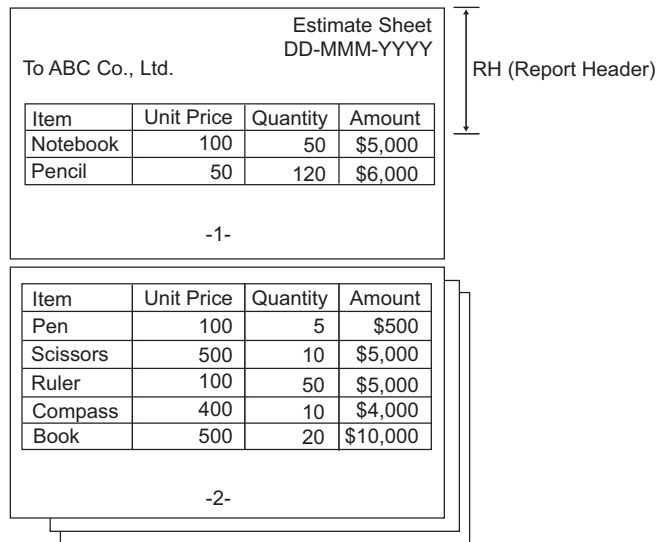 Estimate Sheet
DD-MMM-YYYY
To ABC Co., Ltd.
RH (Report Header)
Item Unit Price Quantity Amount
Notebook 100 50 $5,000
Pencil 50 120 $6,000
-1-
Item Unit Price Quantity Amount
Pen 100 5 $500
Scissors 500 10 $5,000
Ruler 100 50 $5,000
Compass 400 10 $4,000
Book 500 20 $10,000
-2-